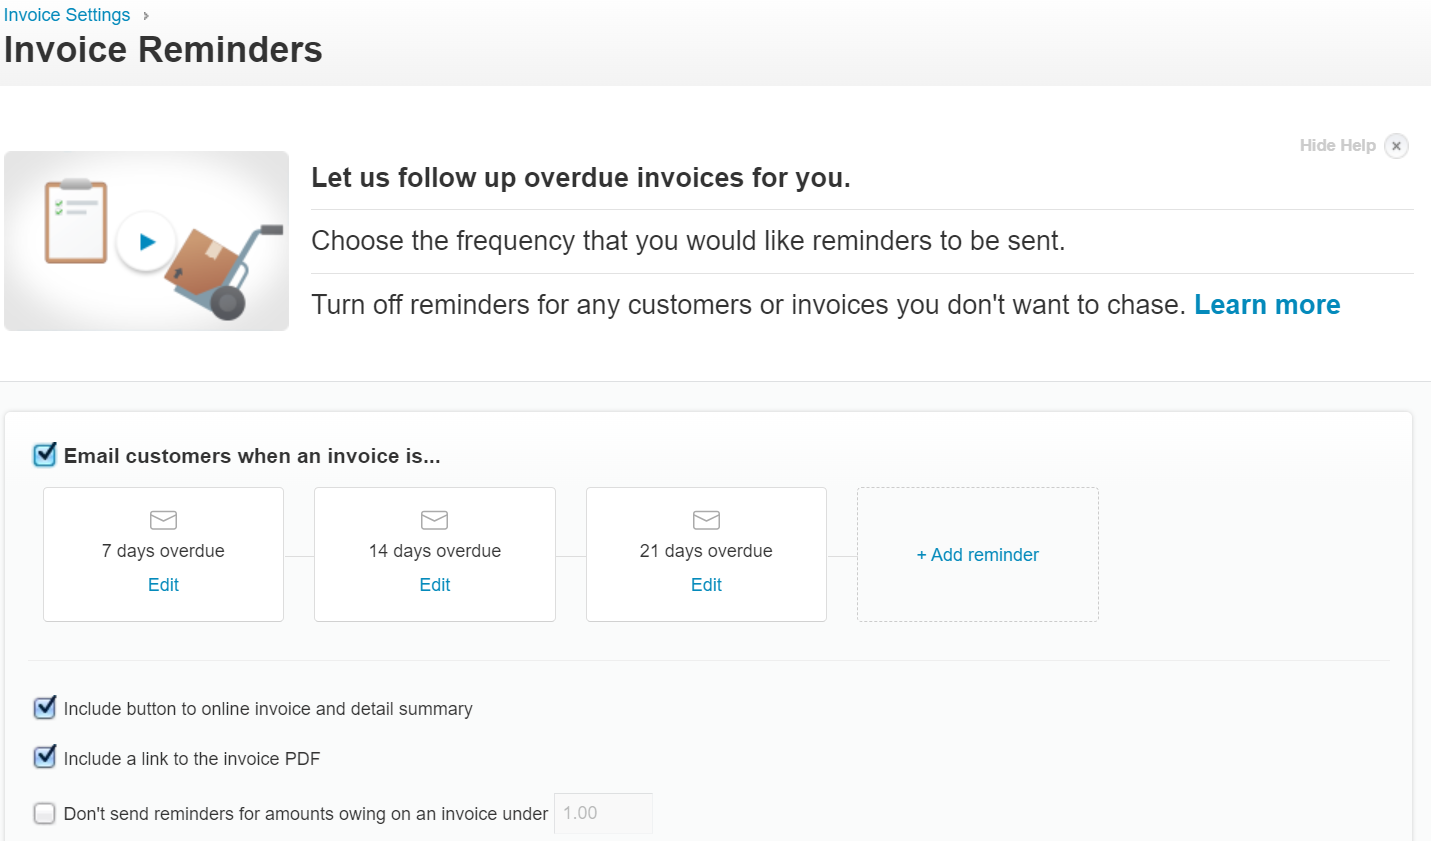 Invoice Settings ›
Invoice Reminders
Hide Help ×
Let us follow up overdue invoices for you.
Choose the frequency that you would like reminders to be sent.
Turn off reminders for any customers or invoices you don't want to chase. Learn more
Email customers when an invoice is...
7 days overdue
Edit
14 days overdue
Edit
21 days overdue
Edit
+ Add reminder
Include button to online invoice and detail summary
Include a link to the invoice PDF
Don't send reminders for amounts owing on an invoice under 1.00